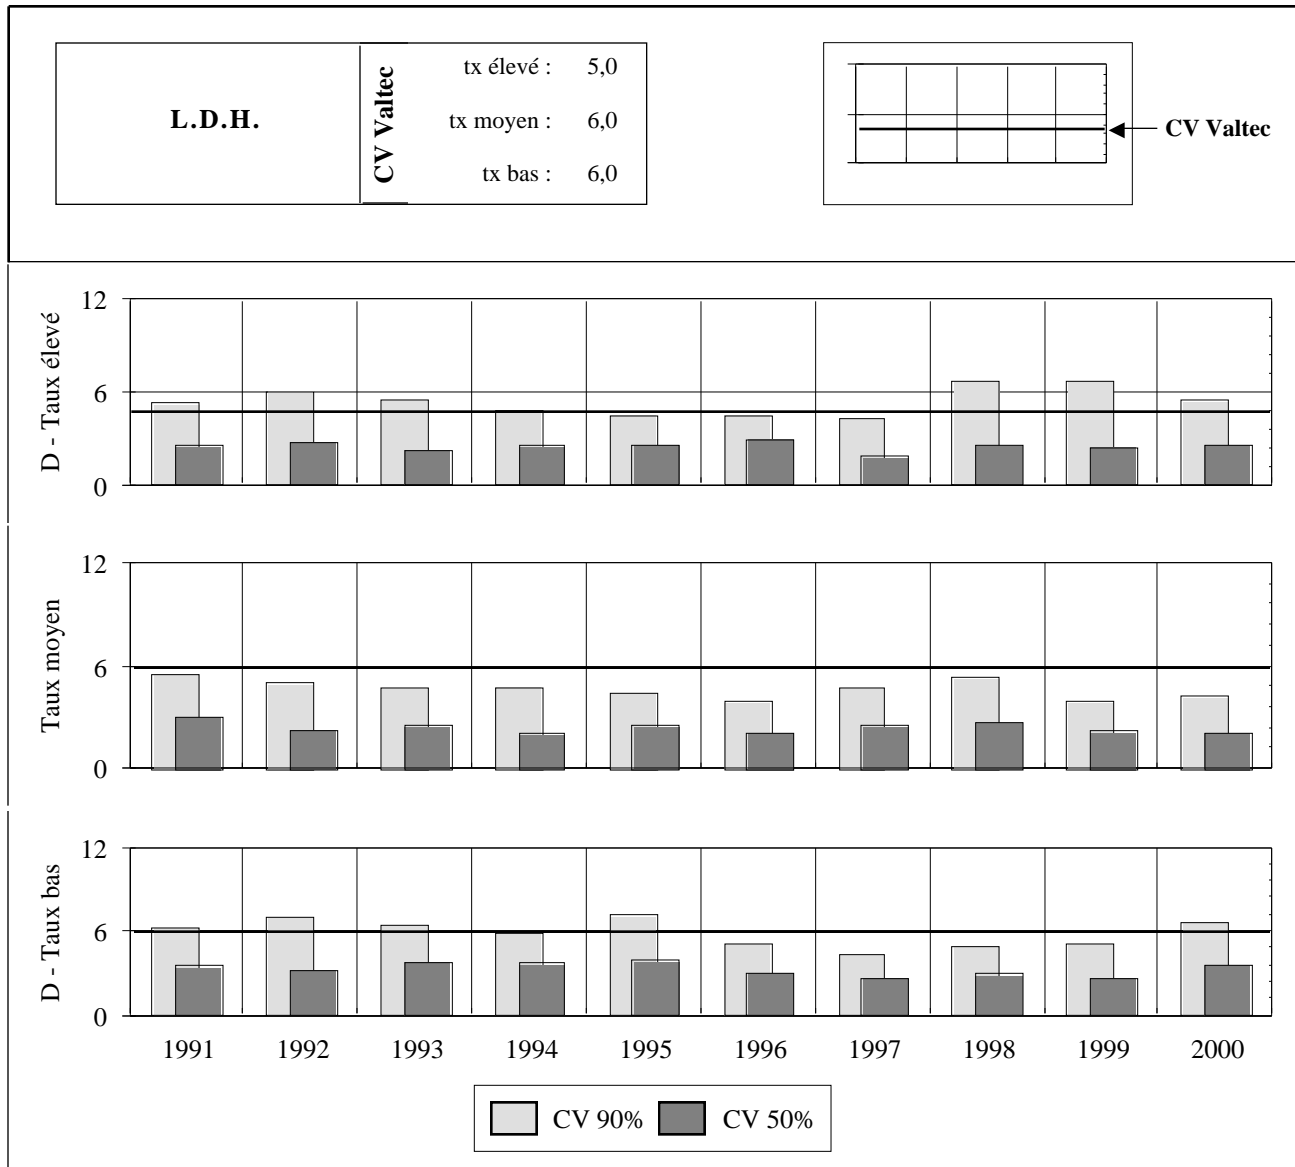 L.D.H.
CV Valtec
tx élevé : 5,0
tx moyen : 6,0
tx bas : 6,0
CV Valtec
D - Taux élevé
12
6
0
Taux moyen
12
6
0
D - Taux bas
12
6
0
1991 1992 1993 1994 1995 1996 1997 1998 1999 2000
CV 90% CV 50%